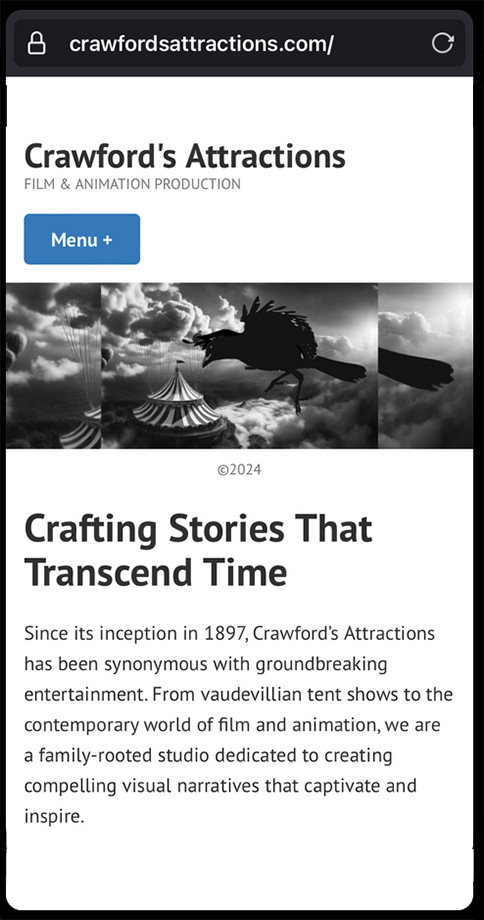 crawfordsattractions.com/
Crawford's Attractions
FILM & ANIMATION PRODUCTION
Menu +
©2024
Crafting Stories That
Transcend Time
Since its inception in 1897, Crawford’s Attractions
has been synonymous with groundbreaking
entertainment. From vaudevillian tent shows to the
contemporary world of film and animation, we are
a family-rooted studio dedicated to creating
compelling visual narratives that captivate and
inspire.